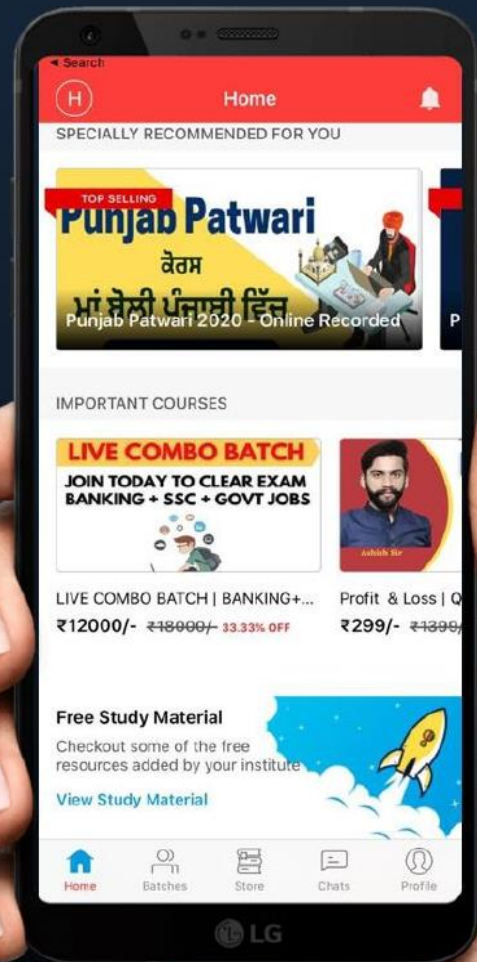 ◀ Search
H
Home
SPECIALLY RECOMMENDED FOR YOU
TOP SELLING
Punjab Patwari
ਕੋਰਸ
ਮਾਂ ਬੋਲੀ ਪੰਜਾਬੀ ਵਿੱਚ
Punjab Patwari 2020 - Online Recorded
P
IMPORTANT COURSES
LIVE COMBO BATCH
JOIN TODAY TO CLEAR EXAM
BANKING + SSC + GOVT JOBS
Ashish Sir
LIVE COMBO BATCH | BANKING+...
₹12000/- ₹18000/- 33.33% OFF
Profit & Loss | Q
₹299/- ₹1399/
Free Study Material
Checkout some of the free
resources added by your institute
View Study Material
Home
Batches
Store
Chats
Profile
LG